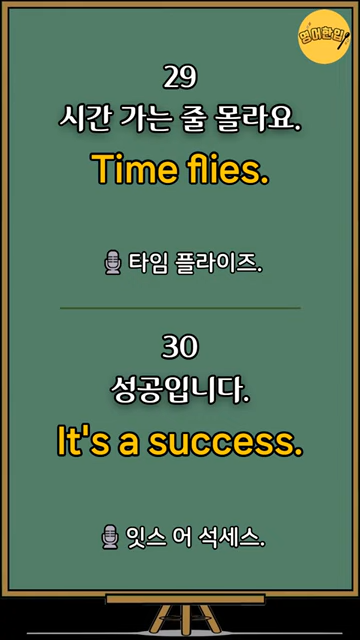 영어한입
29
시간 가는 줄 몰라요.
Time flies.
타임 플라이즈.
30
성공입니다.
It's a success.
잇스 어 석세스.